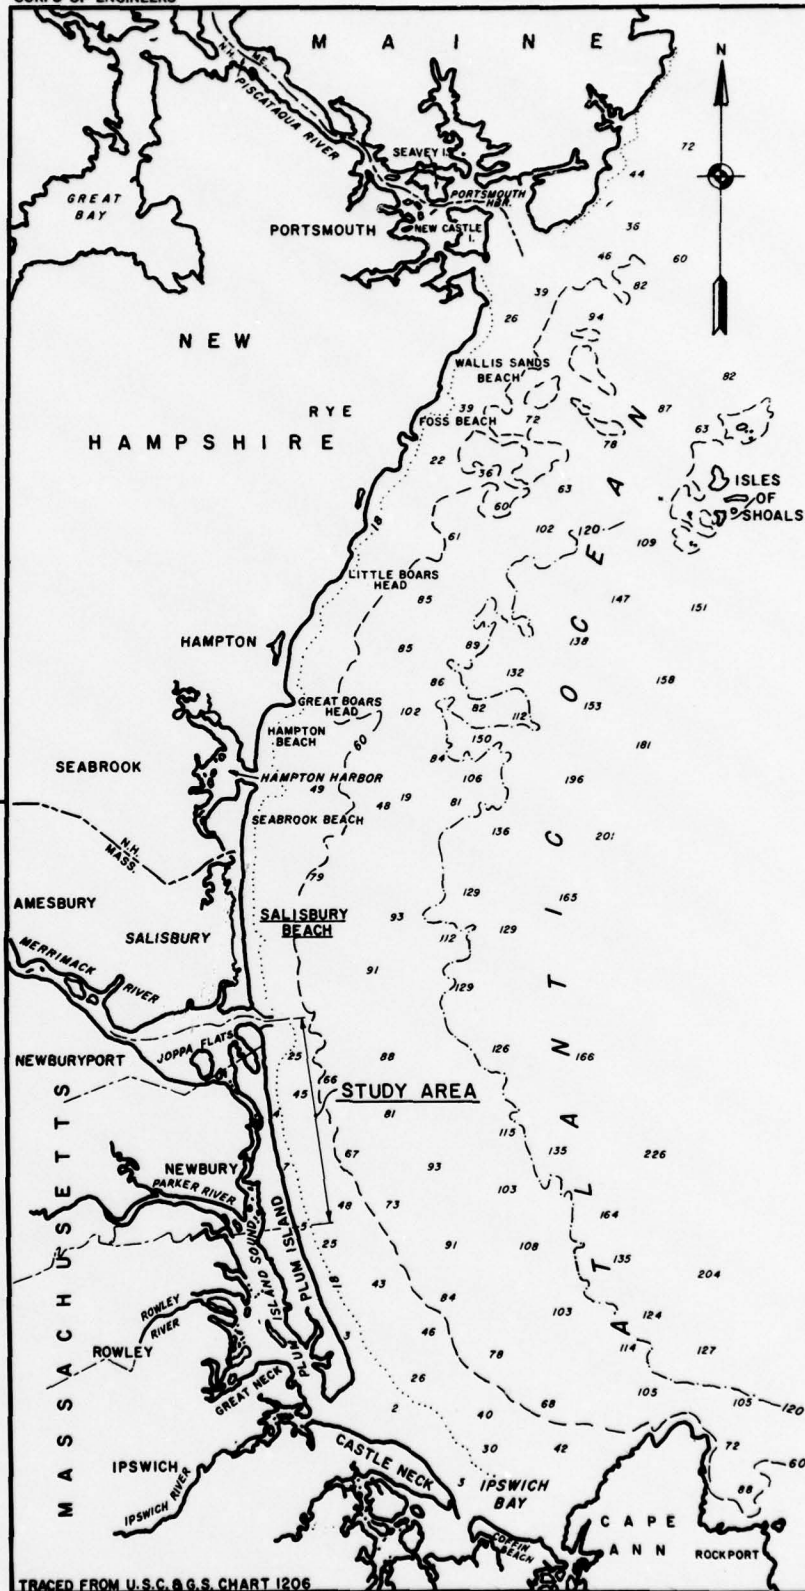 CORPS OF ENGINEERS
M A I N E
N
N.H.
ME.
PISCATAQUA RIVER
SEAVEY I.
72
44
GREAT
BAY
PORTSMOUTH
HBR.
PORTSMOUTH
NEW CASTLE
I.
36
46
60
39
82
26
94
NEW
WALLIS SANDS
BEACH
82
RYE
39
FOSS BEACH
72
87
63
78
HAMPSHIRE
22
36
63
60
ISLES
OF
SHOALS
18
61
102
120
109
LITTLE BOARS
HEAD
85
147
151
HAMPTON
85
89
138
86
132
158
GREAT BOARS
HEAD
102
82
112
153
HAMPTON
BEACH
60
150
181
84
SEABROOK
HAMPTON HARBOR
49
106
196
48
19
81
SEABROOK BEACH
136
201
N.H.
MASS.
79
129
165
AMESBURY
SALISBURY
BEACH
93
129
SALISBURY
112
MERRIMACK
RIVER
91
129
ATLANTIC OCEAN
JOPPA FLATS
NEWBURYPORT
25
88
126
166
66
45
STUDY AREA
4
81
115
135
226
67
NEWBURY
7
93
PARKER RIVER
103
48
73
164
5
25
91
108
135
PLUM ISLAND
PLUM ISLAND SOUND
18
43
204
84
ROWLEY
RIVER
103
124
3
46
114
127
ROWLEY
78
GREAT NECK
26
105
105
120
2
68
40
MASSACHUSETTS
CASTLE NECK
30
42
72
60
IPSWICH
3
IPSWICH
BAY
88
IPSWICH RIVER
CAPE
ANN
COFFIN
BEACH
ROCKPORT
TRACED FROM U.S.C. & G.S. CHART 1206